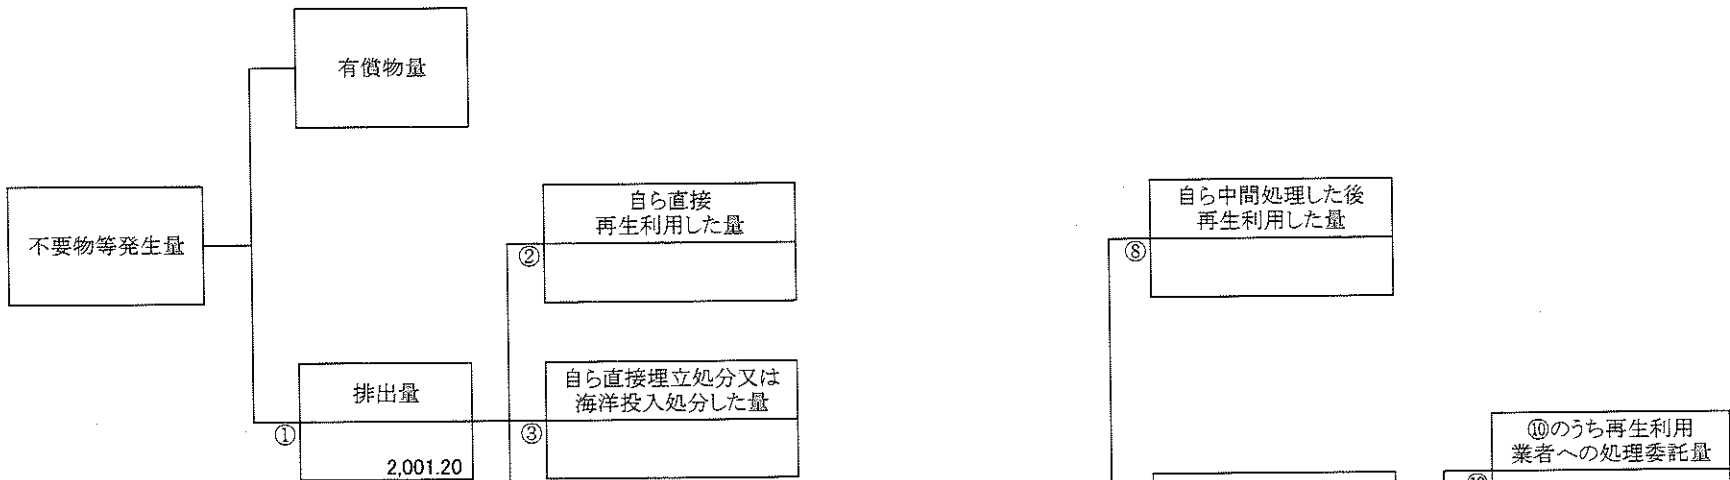 有償物量
不要物等発生量
自ら直接
再生利用した量
②
自ら中間処理した後
再生利用した量
⑧
排出量
①
2,001.20
自ら直接埋立処分又は
海洋投入処分した量
③
⑩のうち再生利用
業者への処理委託量